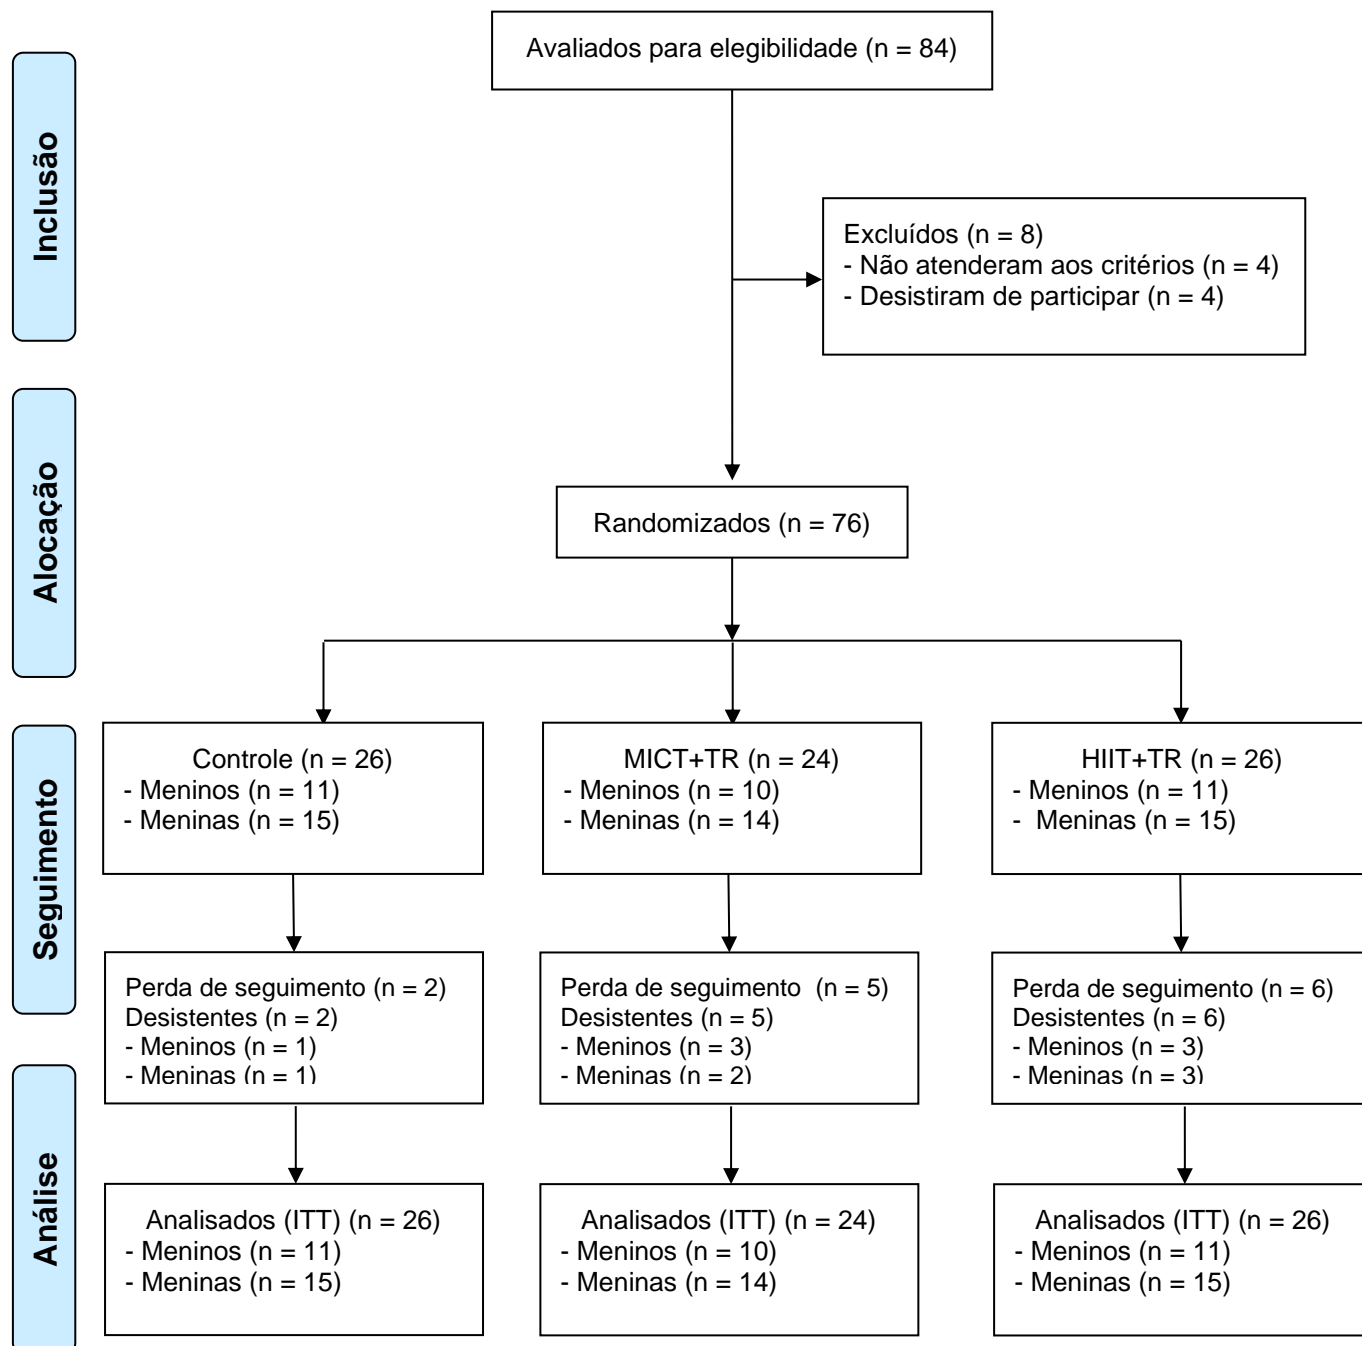 Inclusão
Avaliados para elegibilidade (n = 84)
Excluídos (n = 8)
- Não atenderam aos critérios (n = 4)
- Desistiram de participar (n = 4)
Alocação
Randomizados (n = 76)
Seguimento
Controle (n = 26)
- Meninos (n = 11)
- Meninas (n = 15)
MICT+TR (n = 24)
- Meninos (n = 10)
- Meninas (n = 14)
HIIT+TR (n = 26)
- Meninos (n = 11)
- Meninas (n = 15)
Perda de seguimento (n = 2)
Desistentes (n = 2)
- Meninos (n = 1)
- Meninas (n = 1)
Perda de seguimento (n = 5)
Desistentes (n = 5)
- Meninos (n = 3)
- Meninas (n = 2)
Perda de seguimento (n = 6)
Desistentes (n = 6)
- Meninos (n = 3)
- Meninas (n = 3)
Análise
Analisados (ITT) (n = 26)
- Meninos (n = 11)
- Meninas (n = 15)
Analisados (ITT) (n = 24)
- Meninos (n = 10)
- Meninas (n = 14)
Analisados (ITT) (n = 26)
- Meninos (n = 11)
- Meninas (n = 15)